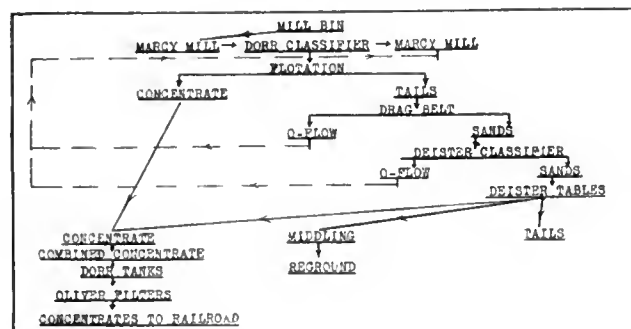 MILL BIN
MARCY MILL → DORR CLASSIFIER → MARCY MILL
FLOTATION
CONCENTRATE TAILS
DRAG BELT
O-FLOW SANDS
DEISTER CLASSIFIER
O-FLOW SANDS
DEISTER TABLES
CONCENTRATE MIDDLING TAILS
COMBINED CONCENTRATE
DORR TANKS REGROUND
OLIVER FILTERS
CONCENTRATES TO RAILROAD